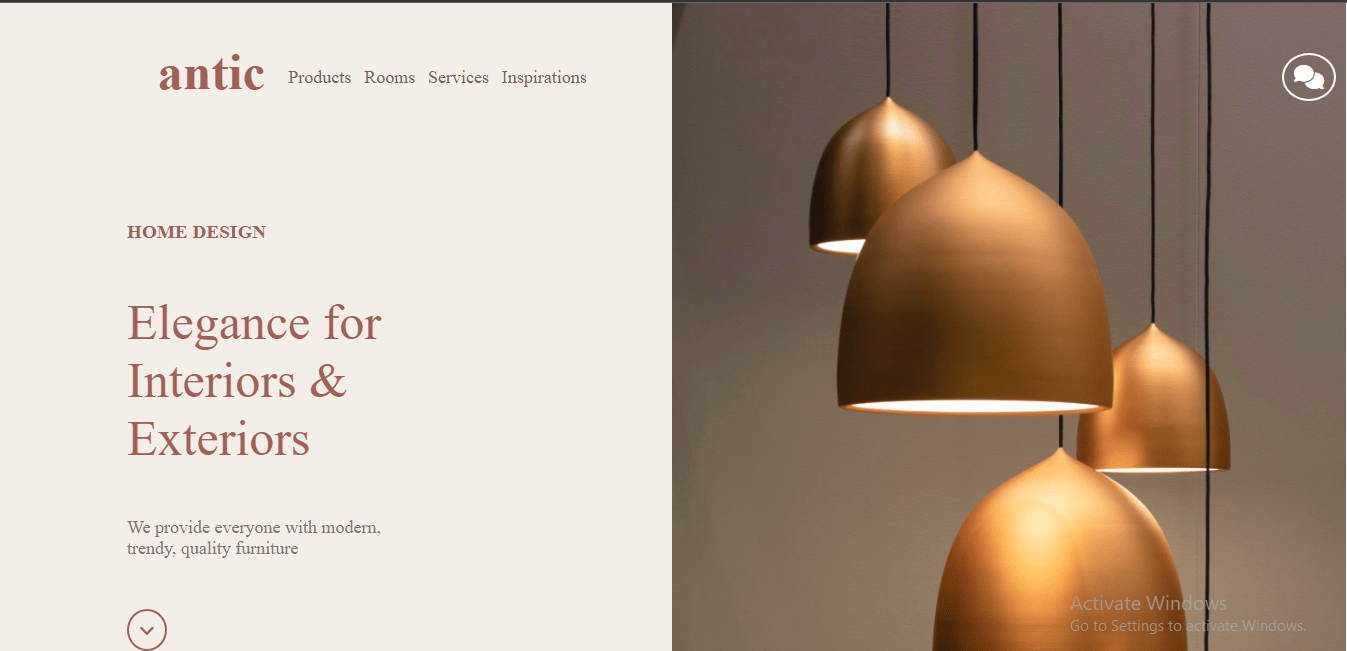 antic
Products Rooms Services Inspirations
HOME DESIGN
Elegance for
Interiors &
Exteriors
We provide everyone with modern,
trendy, quality furniture
Activate Windows
Go to Settings to activate Windows.